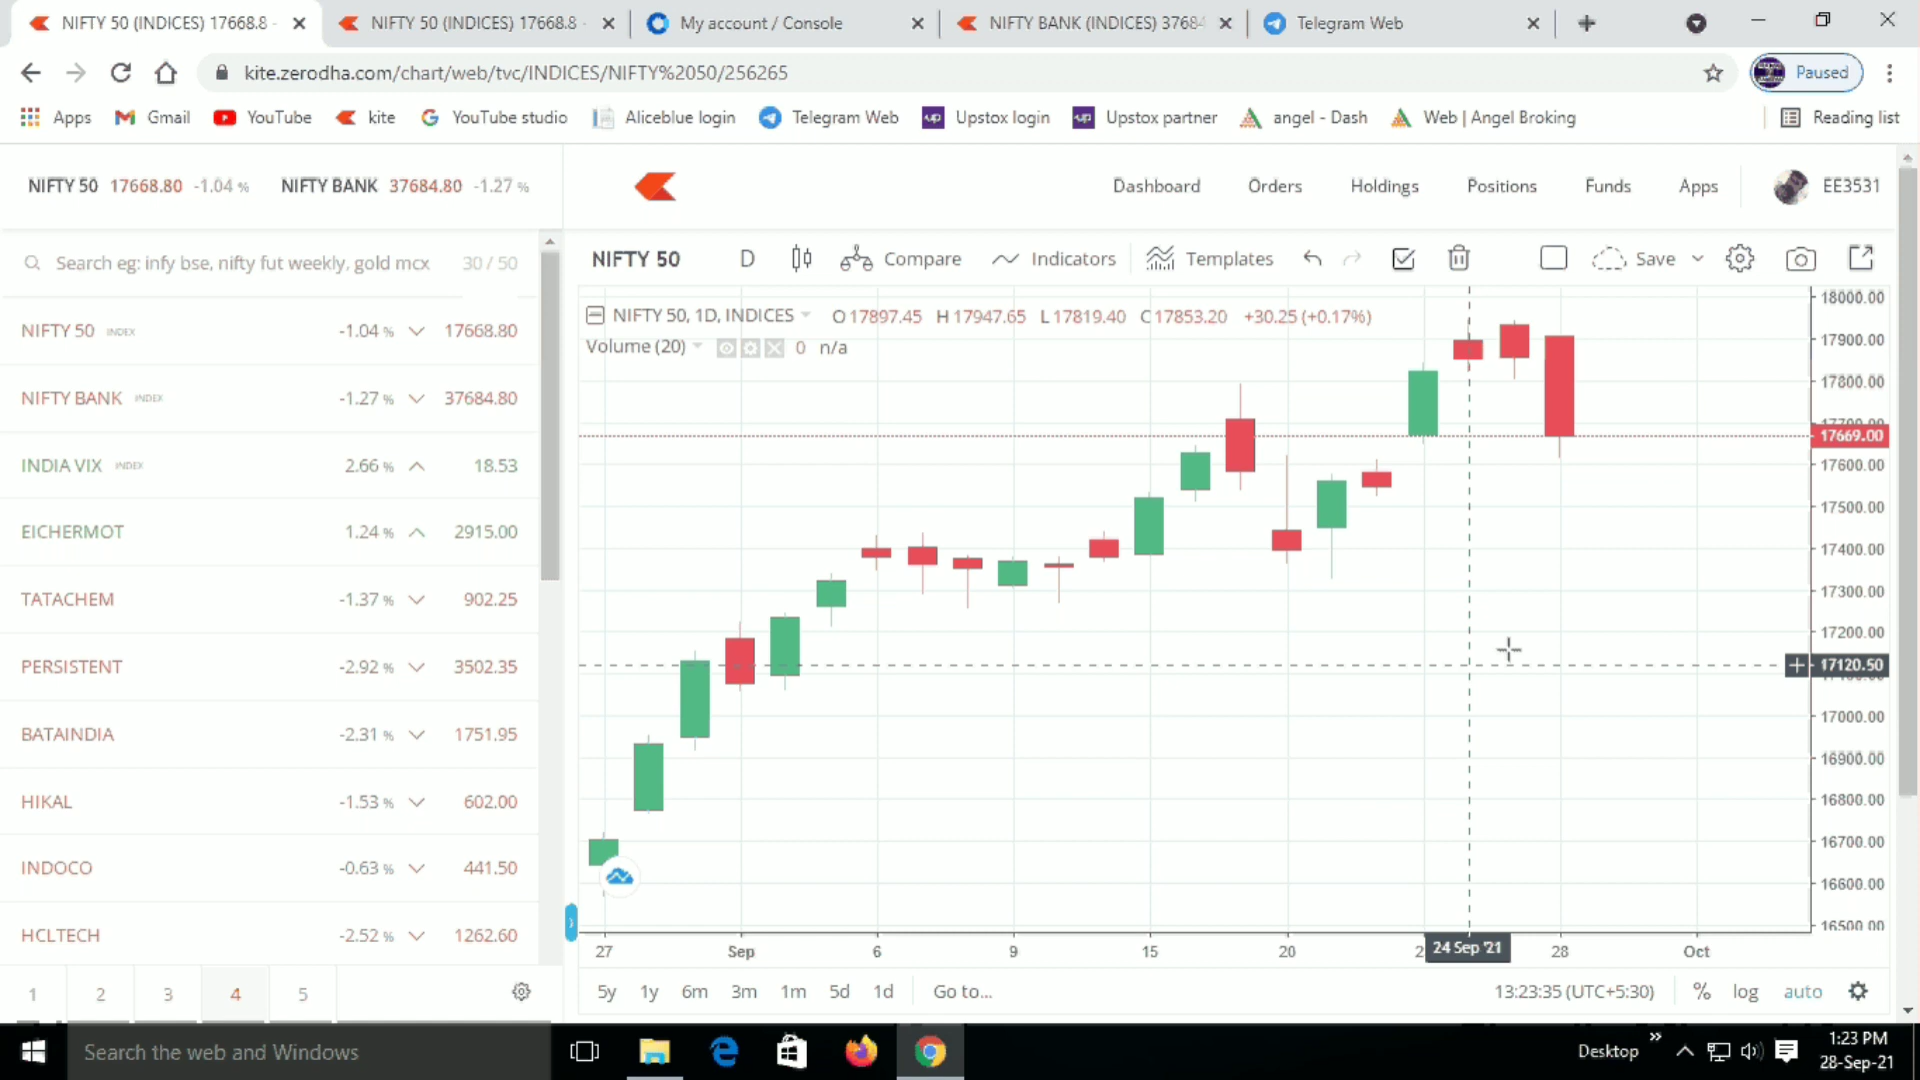 NIFTY 50 (INDICES) 17668.8 -
NIFTY 50 (INDICES) 17668.8 -
My account / Console
NIFTY BANK (INDICES) 37684
Telegram Web
kite.zerodha.com/chart/web/tvc/INDICES/NIFTY%2050/256265
Paused
Apps
Gmail
YouTube
kite
YouTube studio
Aliceblue login
Telegram Web
Upstox login
Upstox partner
angel - Dash
Web | Angel Broking
Reading list
NIFTY 50 17668.80 -1.04 %
NIFTY BANK 37684.80 -1.27 %
Dashboard
Orders
Holdings
Positions
Funds
Apps
EE3531
Search eg: infy bse, nifty fut weekly, gold mcx 30 / 50
NIFTY 50 INDEX -1.04 % 17668.80
NIFTY BANK INDEX -1.27 % 37684.80
INDIA VIX INDEX 2.66 % 18.53
EICHERMOT 1.24 % 2915.00
TATACHEM -1.37 % 902.25
PERSISTENT -2.92 % 3502.35
BATAINDIA -2.31 % 1751.95
HIKAL -1.53 % 602.00
INDOCO -0.63 % 441.50
HCLTECH -2.52 % 1262.60
1 2 3 4 5
NIFTY 50 D Compare Indicators Templates Save
NIFTY 50, 1D, INDICES O17897.45 H17947.65 L17819.40 C17853.20 +30.25 (+0.17%)
Volume (20) 0 n/a
18000.00
17900.00
17800.00
17700.00
17669.00
17600.00
17500.00
17400.00
17300.00
17200.00
17120.50
17100.00
17000.00
16900.00
16800.00
16700.00
16600.00
16500.00
27 Sep 6 9 15 20 2 24 Sep '21 28 Oct
5y 1y 6m 3m 1m 5d 1d Go to...
13:23:35 (UTC+5:30) % log auto
Search the web and Windows
Desktop
1:23 PM
28-Sep-21